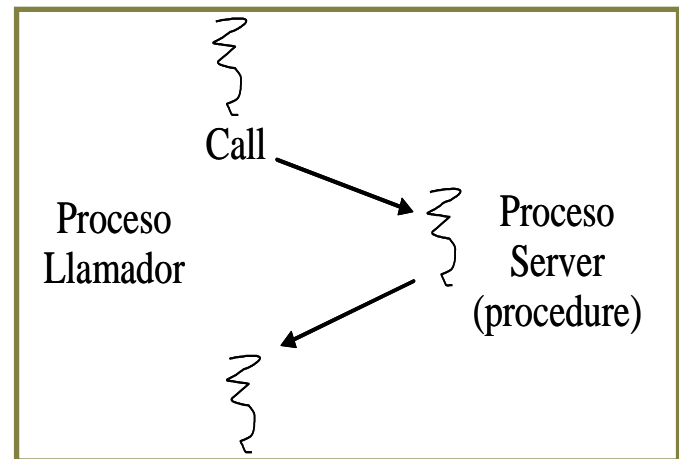 Call
Proceso
Llamador
Proceso
Server
(procedure)